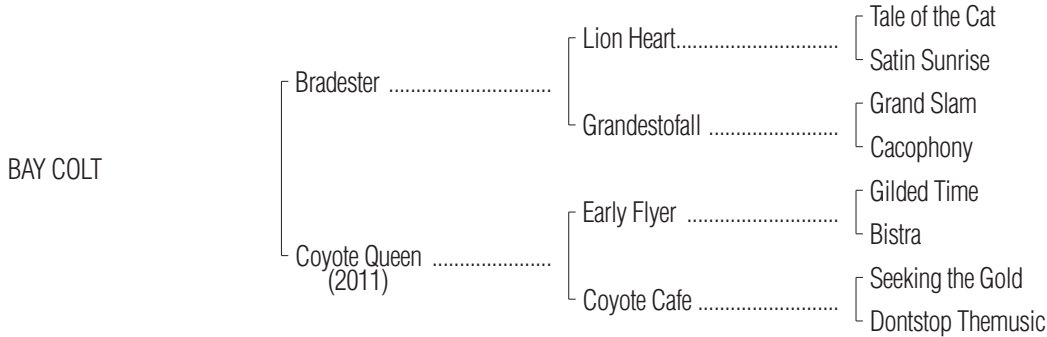 Tale of the Cat
Lion Heart..............................
Satin Sunrise
Bradester ..............................
Grand Slam
Grandestofall ........................
Cacophony
BAY COLT
Gilded Time
Early Flyer ............................
Bistra
Coyote Queen ......................
(2011)
Seeking the Gold
Coyote Cafe ..........................
Dontstop Themusic